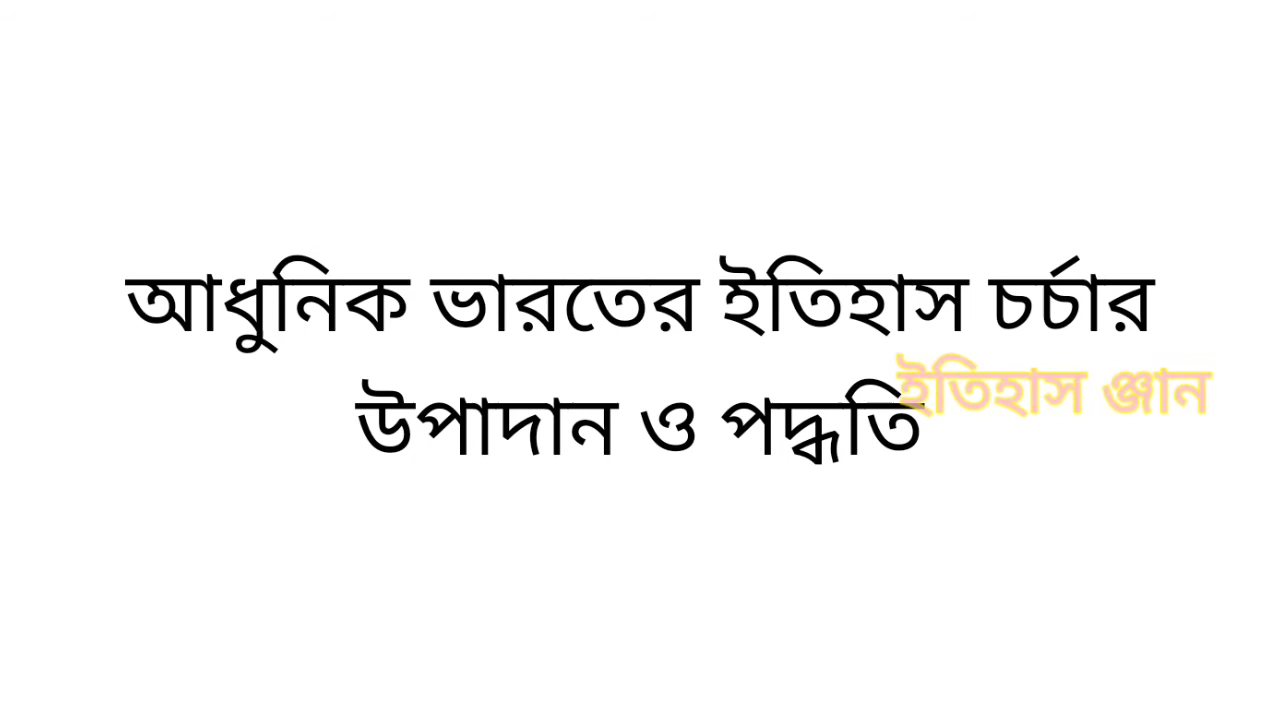 আধুনিক ভারতের ইতিহাস চর্চার
উপাদান ও পদ্ধতি
ইতিহাস ঞ্জান